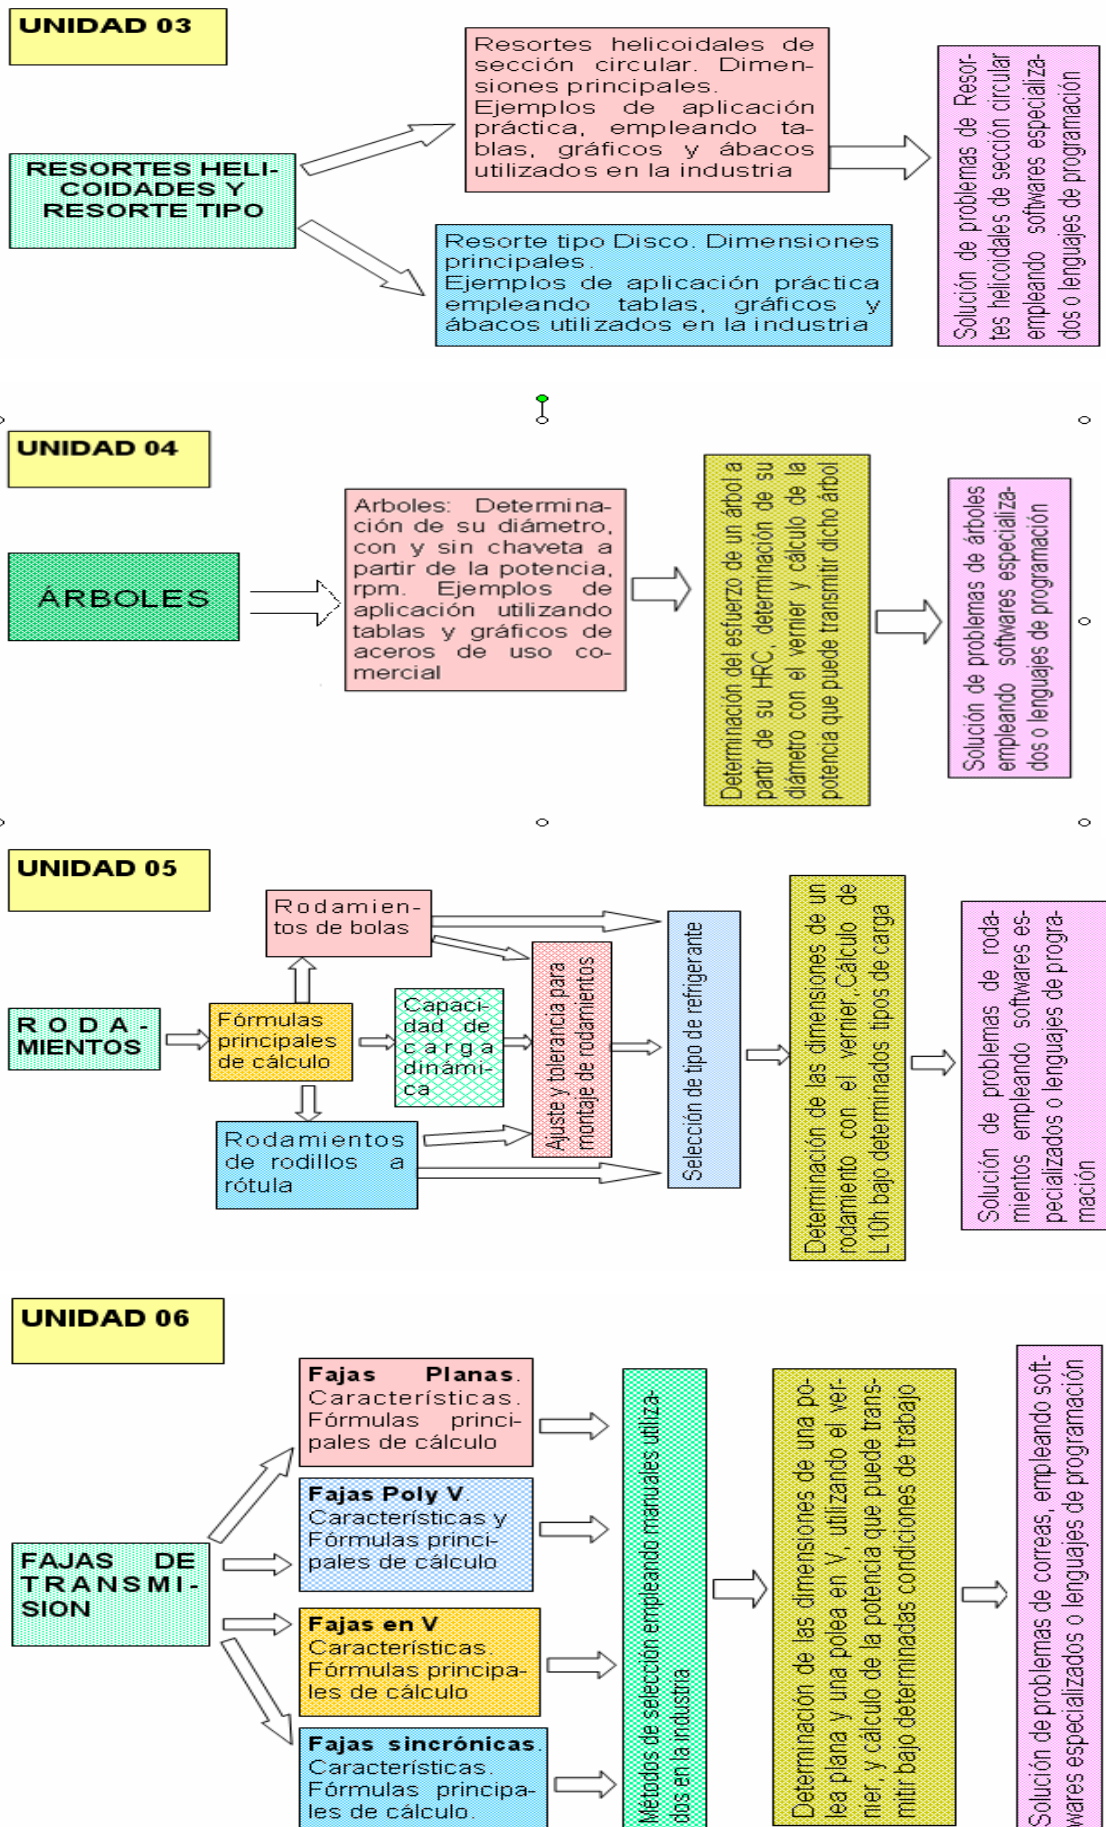 UNIDAD 03
RESORTES HELI-
COIDADES Y
RESORTE TIPO
Resortes helicoidales de
sección circular. Dimen-
siones principales.
Ejemplos de aplicación
práctica, empleando ta-
blas, gráficos y ábacos
utilizados en la industria
Resorte tipo Disco. Dimensiones
principales.
Ejemplos de aplicación práctica
empleando tablas, gráficos y
ábacos utilizados en la industria
Solución de problemas de Resor-
tes helicoidales de sección circular
empleando softwares especializa-
dos o lenguajes de programación
UNIDAD 04
ÁRBOLES
Arboles: Determina-
ción de su diámetro,
con y sin chaveta a
partir de la potencia,
rpm. Ejemplos de
aplicación utilizando
tablas y gráficos de
aceros de uso co-
mercial
Determinación del esfuerzo de un árbol a
partir de su HRC, determinación de su
diámetro con el vernier y cálculo de la
potencia que puede transmitir dicho árbol
Solución de problemas de árboles
empleando softwares especializa-
dos o lenguajes de programación
UNIDAD 05
RODA-
MIENTOS
Fórmulas
principales
de cálculo
Rodamien-
tos de bolas
Capaci-
dad de
carga
dinámi-
ca
Rodamientos
de rodillos a
rótula
Ajuste y tolerancia para
montaje de rodamientos
Selección de tipo de refrigerante
Determinación de las dimensiones de un
rodamiento con el vernier, Cálculo de
L10h bajo determinados tipos de carga
Solución de problemas de roda-
mientos empleando softwares es-
pecializados o lenguajes de progra-
mación
UNIDAD 06
FAJAS DE
TRANSMI-
SION
Fajas Planas.
Características.
Fórmulas princi-
pales de cálculo
Fajas Poly V.
Características y
Fórmulas princi-
pales de cálculo
Fajas en V
Características.
Fórmulas principa-
les de cálculo
Fajas sincrónicas.
Características.
Fórmulas principa-
les de cálculo.
Métodos de selección empleando manuales utiliza-
dos en la industria
Determinación de las dimensiones de una po-
lea plana y una polea en V, utilizando el ver-
nier, y cálculo de la potencia que puede trans-
mitir bajo determinadas condiciones de trabajo
Solución de problemas de correas, empleando soft-
wares especializados o lenguajes de programación